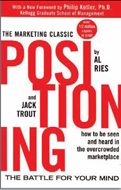 With a New Foreword by Philip Kotler, Ph.D.
Kellogg Graduate School of Management
THE MARKETING CLASSIC
POSITIONING
by
AL
RIES
and
JACK
TROUT
how to be seen
and heard in
the overcrowded
marketplace
THE BATTLE FOR YOUR MIND